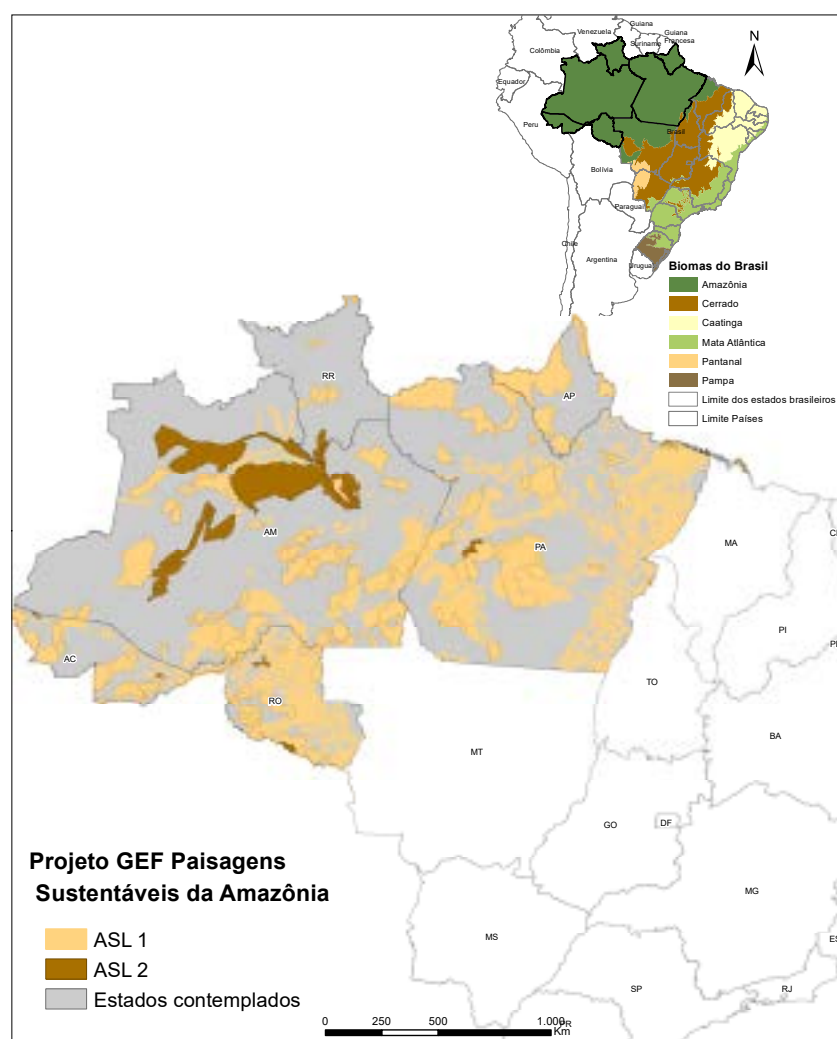 N
Venezuela
Guiana
Guiana
Francesa
Suriname
Colômbia
Equador
Peru
Brasil
Bolívia
Paraguai
Chile
Argentina
Urugua
Biomas do Brasil
Amazônia
Cerrado
Caatinga
Mata Atlântica
Pantanal
Pampa
Limite dos estados brasileiros
Limite Países
RR
AP
AM
PA
MA
PI
AC
RO
TO
MT
BA
GO
DF
MG
MS
ES
SP
RJ
PR
Projeto GEF Paisagens
Sustentáveis da Amazônia
ASL 1
ASL 2
Estados contemplados
0 250 500 1.000
Km